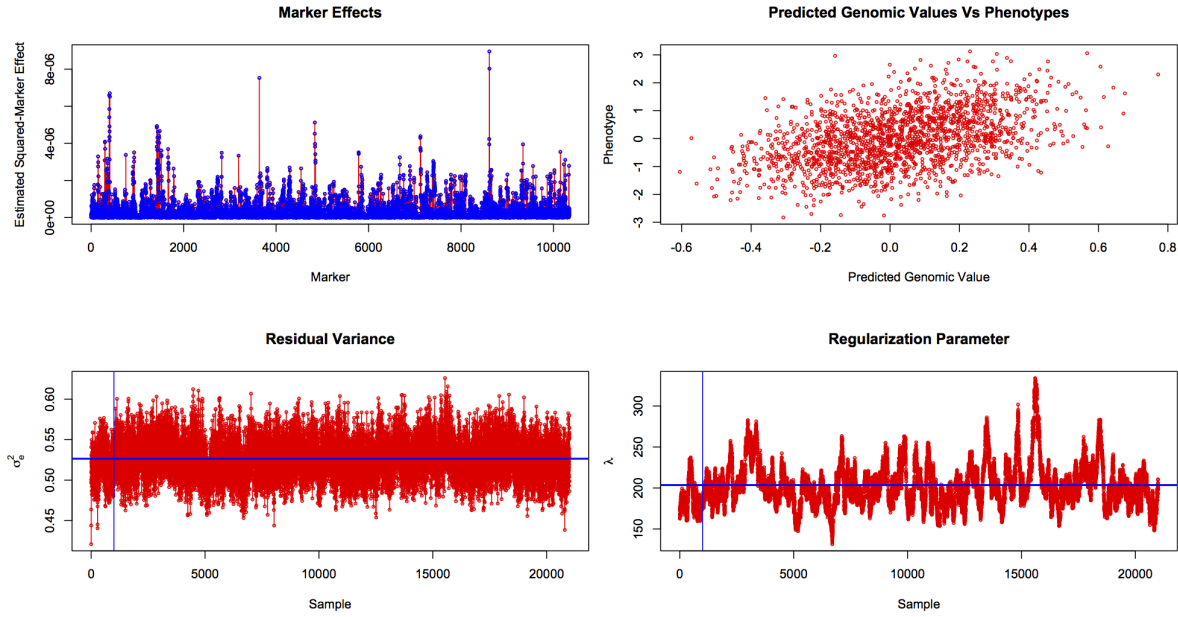 Marker Effects
Estimated Squared-Marker Effect
0e+00 4e-06 8e-06
0 2000 4000 6000 8000 10000
Marker
Predicted Genomic Values Vs Phenotypes
Phenotype
-3 -2 -1 0 1 2 3
-0.6 -0.4 -0.2 0.0 0.2 0.4 0.6 0.8
Predicted Genomic Value
Residual Variance
σe²
0.45 0.50 0.55 0.60
0 5000 10000 15000 20000
Sample
Regularization Parameter
λ
150 200 250 300
0 5000 10000 15000 20000
Sample